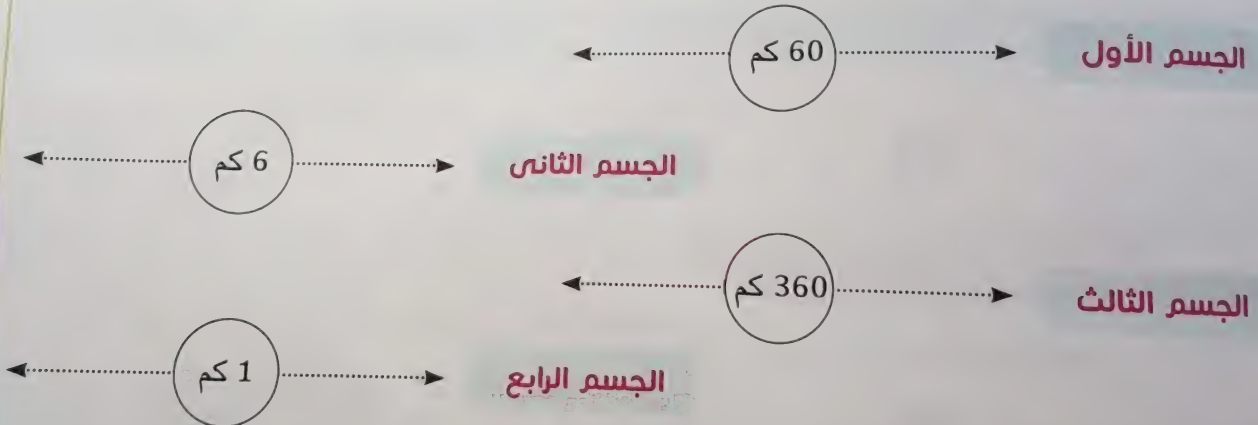 الجسم الأول
60 كم
الجسم الثانى
6 كم
الجسم الثالث
360 كم
الجسم الرابع
1 كم